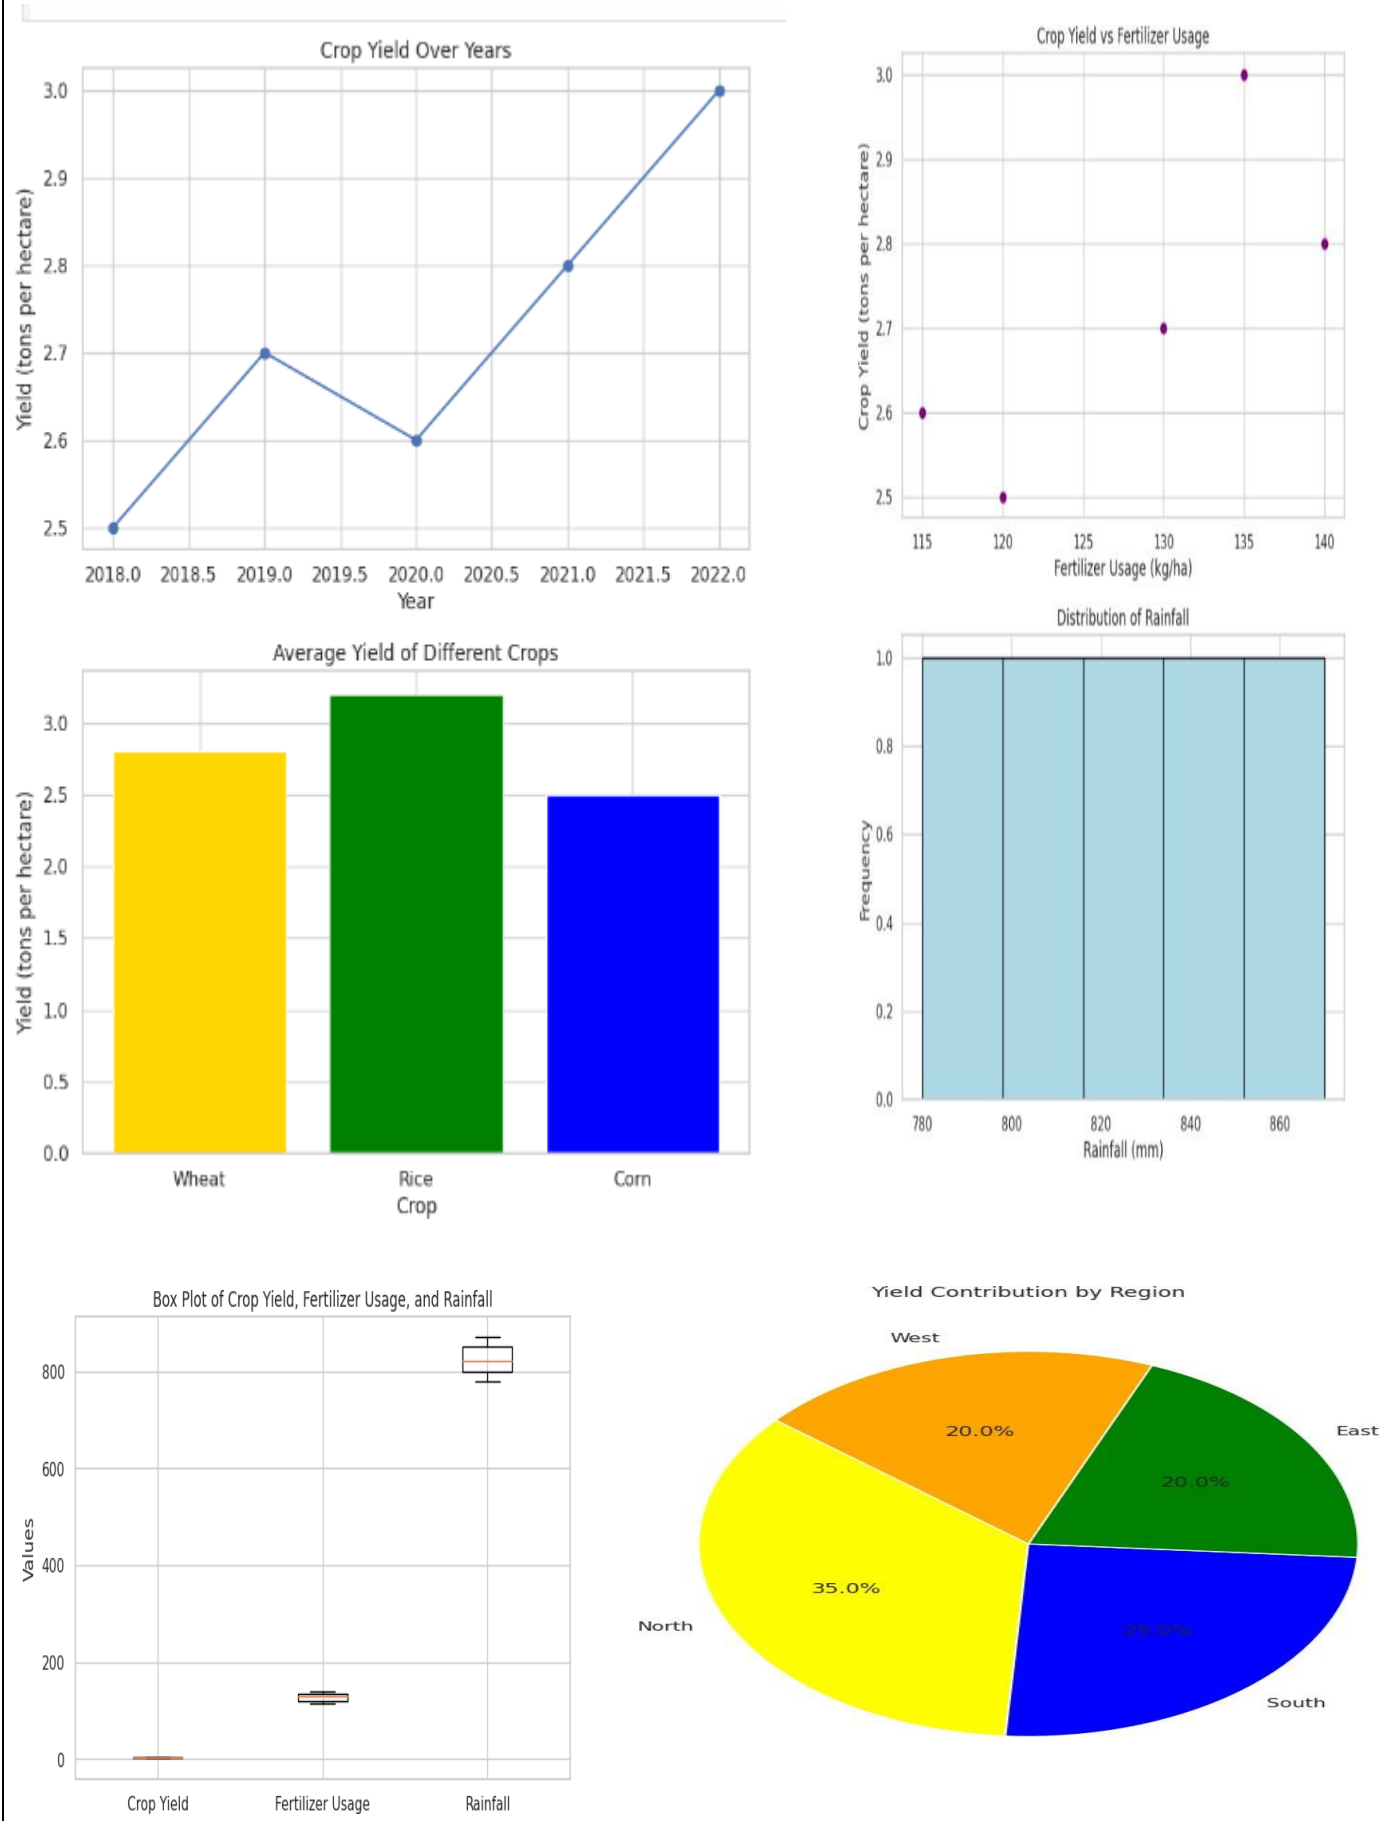 Crop Yield Over Years
3.0
2.9
2.8
2.7
2.6
2.5
Yield (tons per hectare)
2018.0 2018.5 2019.0 2019.5 2020.0 2020.5 2021.0 2021.5 2022.0
Year
Crop Yield vs Fertilizer Usage
3.0
2.9
2.8
2.7
2.6
2.5
Crop Yield (tons per hectare)
115 120 125 130 135 140
Fertilizer Usage (kg/ha)
Average Yield of Different Crops
3.0
2.5
2.0
1.5
1.0
0.5
0.0
Yield (tons per hectare)
Wheat Rice Corn
Crop
Distribution of Rainfall
1.0
0.8
0.6
0.4
0.2
0.0
Frequency
780 800 820 840 860
Rainfall (mm)
Box Plot of Crop Yield, Fertilizer Usage, and Rainfall
800
600
400
200
0
Values
Crop Yield Fertilizer Usage Rainfall
Yield Contribution by Region
West
East
20.0%
20.0%
35.0%
25.0%
North
South